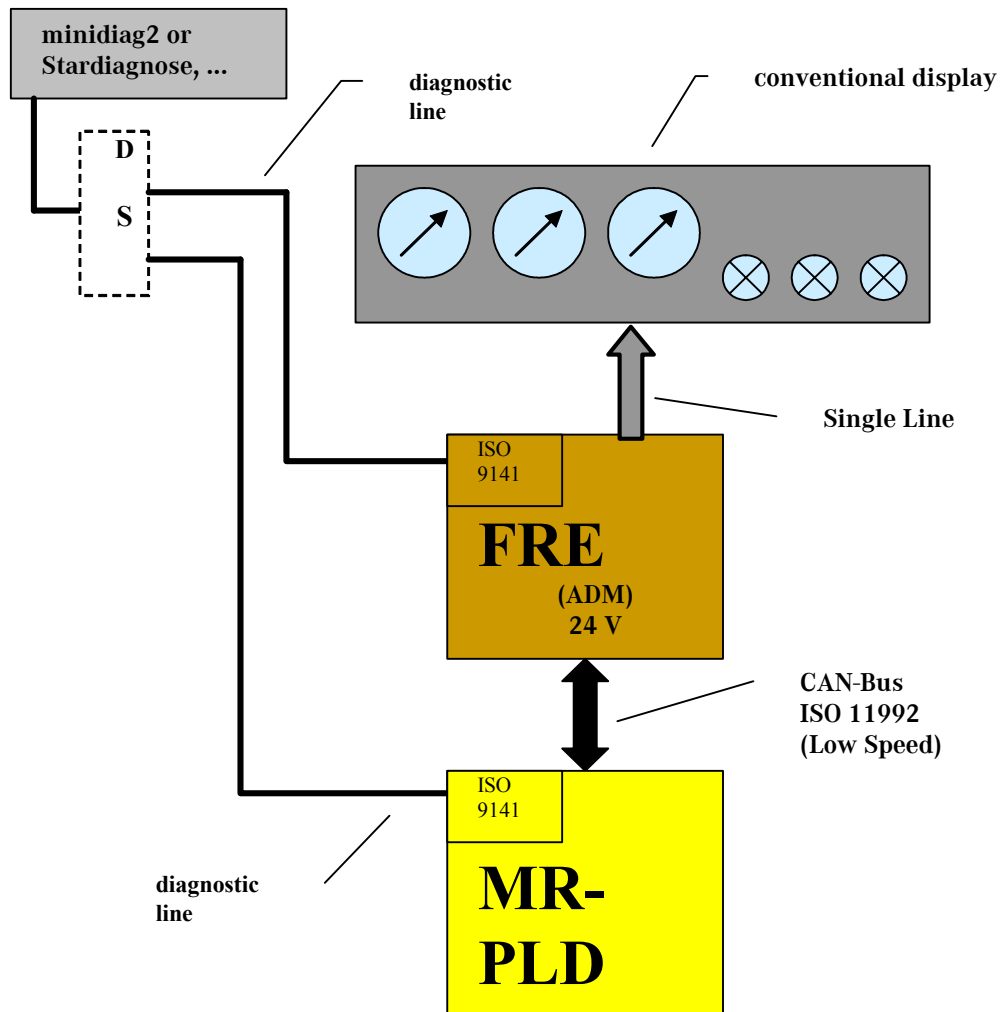 minidiag2 or
Stardiagnose, ...
diagnostic
line
conventional display
D
S
Single Line
ISO
9141
FRE
(ADM)
24 V
CAN-Bus
ISO 11992
(Low Speed)
ISO
9141
diagnostic
line
MR-
PLD